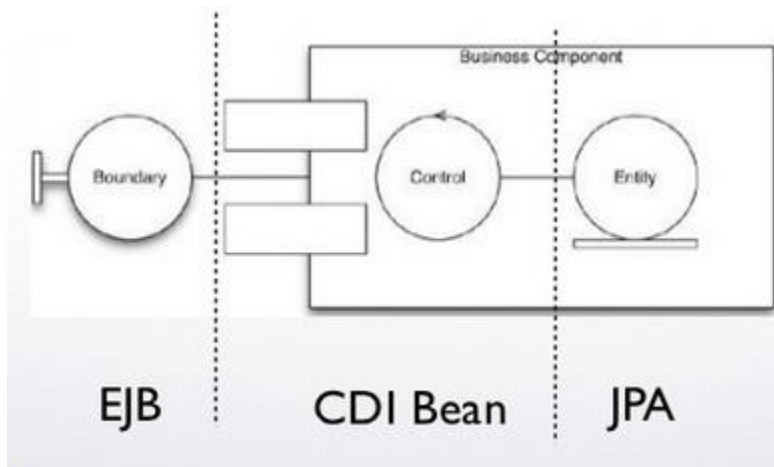 Business Component
Boundary
Control
Entity
EJB
CDI Bean
JPA